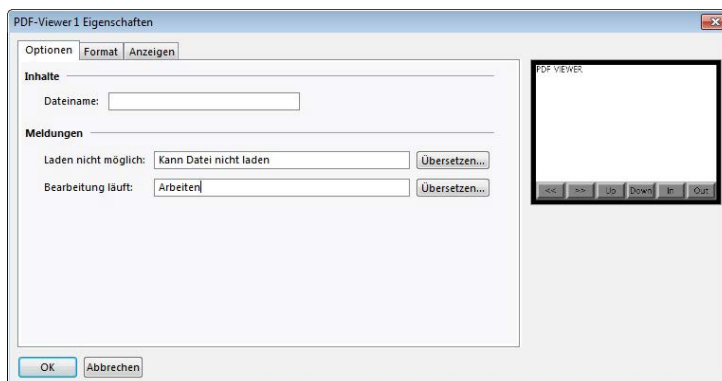 PDF-Viewer1 Eigenschaften
Optionen Format Anzeigen
Inhalte
Dateiname:
Meldungen
Laden nicht möglich: Kann Datei nicht laden Übersetzen...
Bearbeitung läuft: Arbeiten Übersetzen...
OK Abbrechen
PDF VIEWER
<< >> Up Down In Out